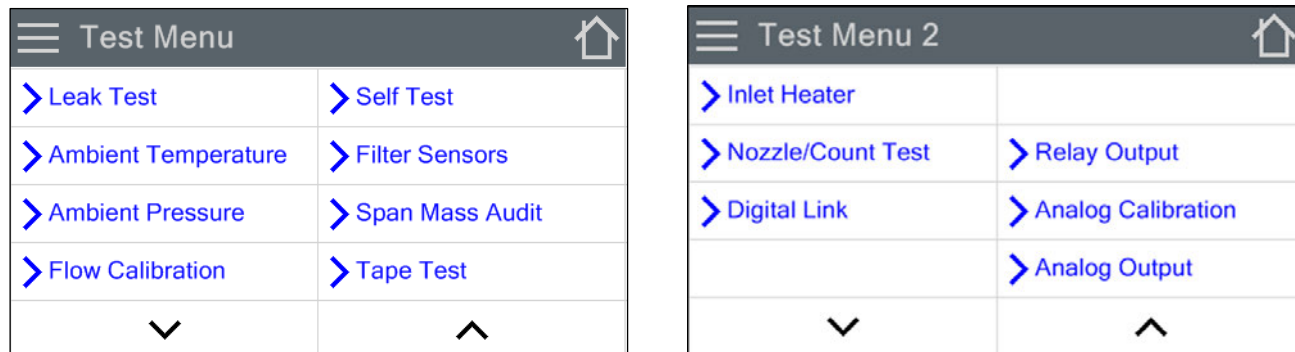 Test Menu
Leak Test
Self Test
Ambient Temperature
Filter Sensors
Ambient Pressure
Span Mass Audit
Flow Calibration
Tape Test
Test Menu 2
Inlet Heater
Nozzle/Count Test
Relay Output
Digital Link
Analog Calibration
Analog Output